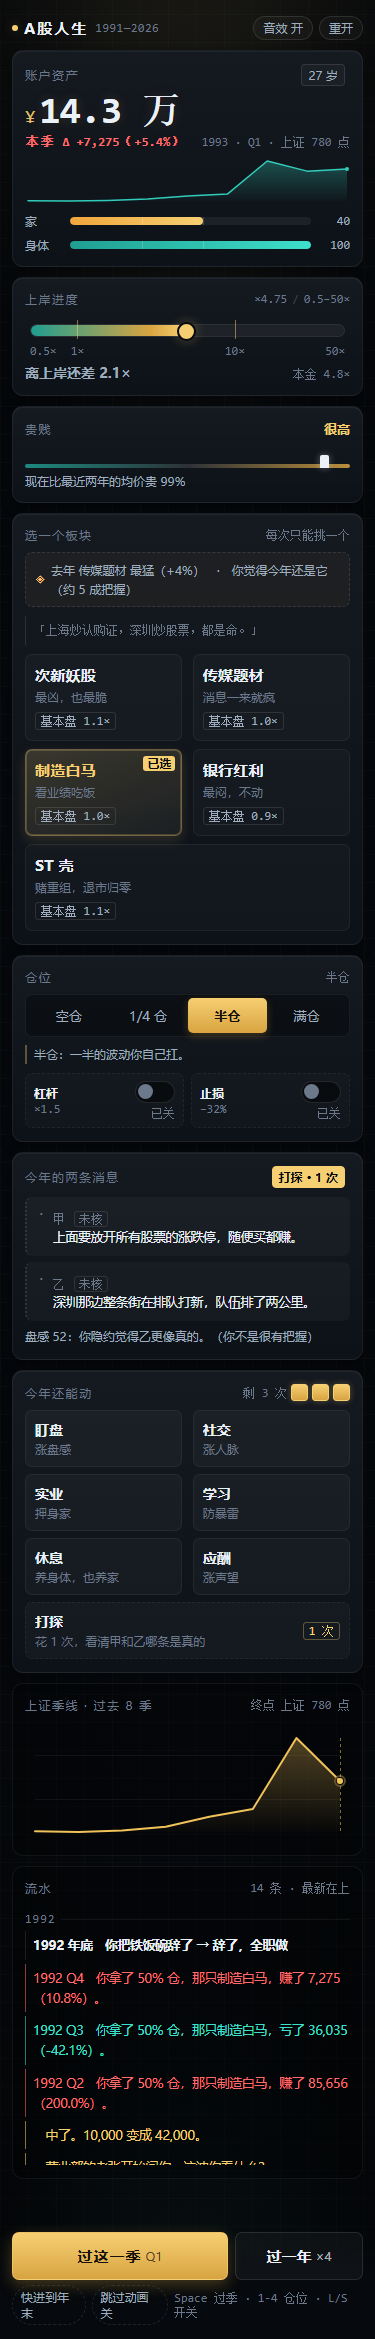 A股人生 1991—2026 音效 开 重开
账户资产 27 岁
¥14.3 万
本季 Δ +7,275 (+5.4%) 1993 · Q1 · 上证 780 点
家 40
身体 100
上岸进度 ×4.75 / 0.5–50×
0.5× 1× 10× 50×
离上岸还差 2.1× 本金 4.8×
贵贱 很高
现在比最近两年的均价贵 99%
选一个板块 每次只能挑一个
去年 传媒题材 最猛（+4%） · 你觉得今年还是它
（约 5 成把握）
「上海炒认购证，深圳炒股票，都是命。」
次新妖股
最凶，也最脆
基本盘 1.1×
传媒题材
消息一来就疯
基本盘 1.0×
制造白马 已选
看业绩吃饭
基本盘 1.0×
银行红利
最闷，不动
基本盘 0.9×
ST 壳
赌重组，退市归零
基本盘 1.1×
仓位 半仓
空仓 1/4 仓 半仓 满仓
半仓：一半的波动你自己扛。
杠杆
×1.5
已关
止损
-32%
已关
今年的两条消息 打探 · 1 次
甲 未核
上面要放开所有股票的涨跌停，随便买都赚。
乙 未核
深圳那边整条街在排队打新，队伍排了两公里。
盘感 52：你隐约觉得乙更像真的。（你不是很有把握）
今年还能动 剩 3 次
盯盘
涨盘感
社交
涨人脉
实业
押身家
学习
防暴雷
休息
养身体，也养家
应酬
涨声望
打探
花 1 次，看清甲和乙哪条是真的
1 次
上证季线 · 过去 8 季 终点 上证 780 点
流水 14 条 · 最新在上
1992
1992 年底 你把铁饭碗辞了 → 辞了，全职做
1992 Q4 你拿了 50% 仓，那只制造白马，赚了 7,275
（10.8%）。
1992 Q3 你拿了 50% 仓，那只制造白马，亏了 36,035
（-42.1%）。
1992 Q2 你拿了 50% 仓，那只制造白马，赚了 85,656
（200.0%）。
中了。10,000 变成 42,000。
过这一季 Q1 过一年 ×4
快进到年
末
跳过动画
关
Space 过季 · 1-4 仓位 · L/S
开关